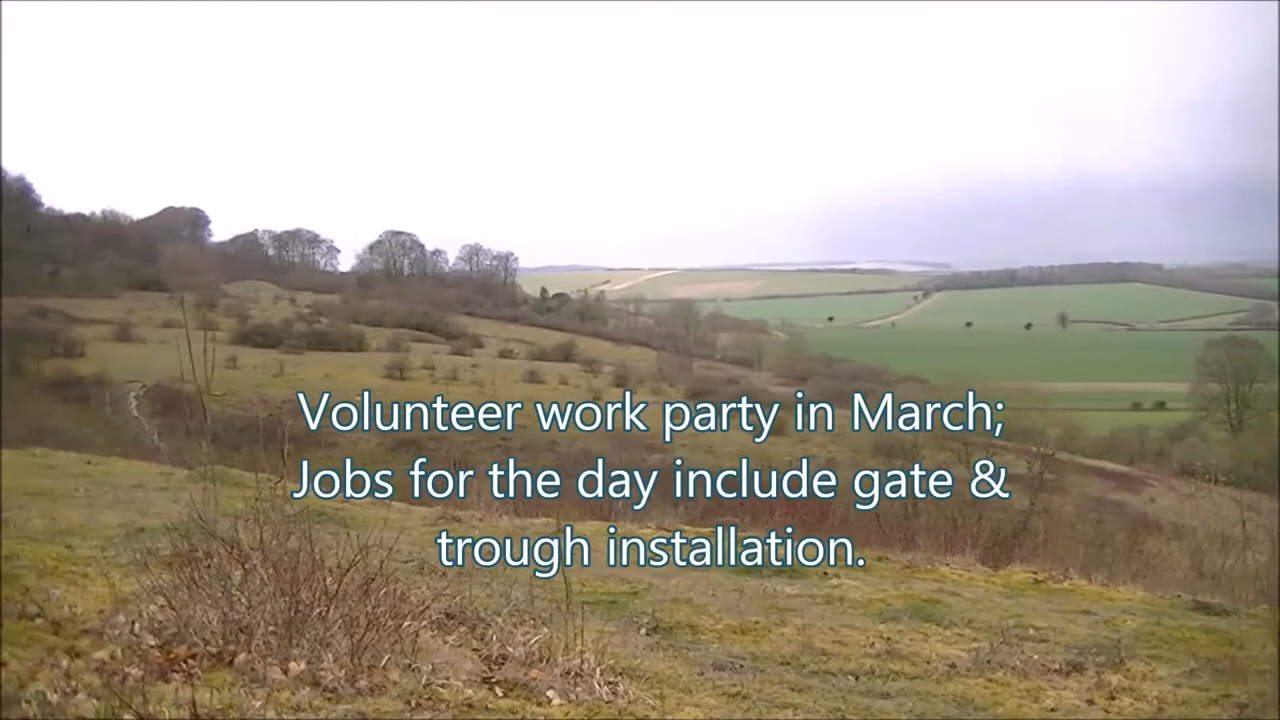 Volunteer work party in March;
Jobs for the day include gate &
trough installation.